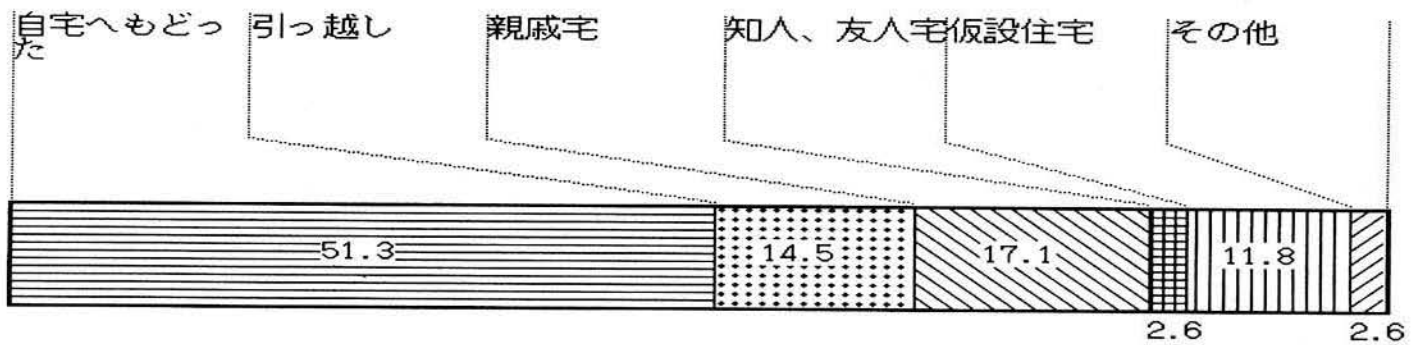 自宅へもどっ
た
引っ越し
親戚宅
知人、友人宅
仮設住宅
その他
51.3
14.5
17.1
11.8
2.6
2.6